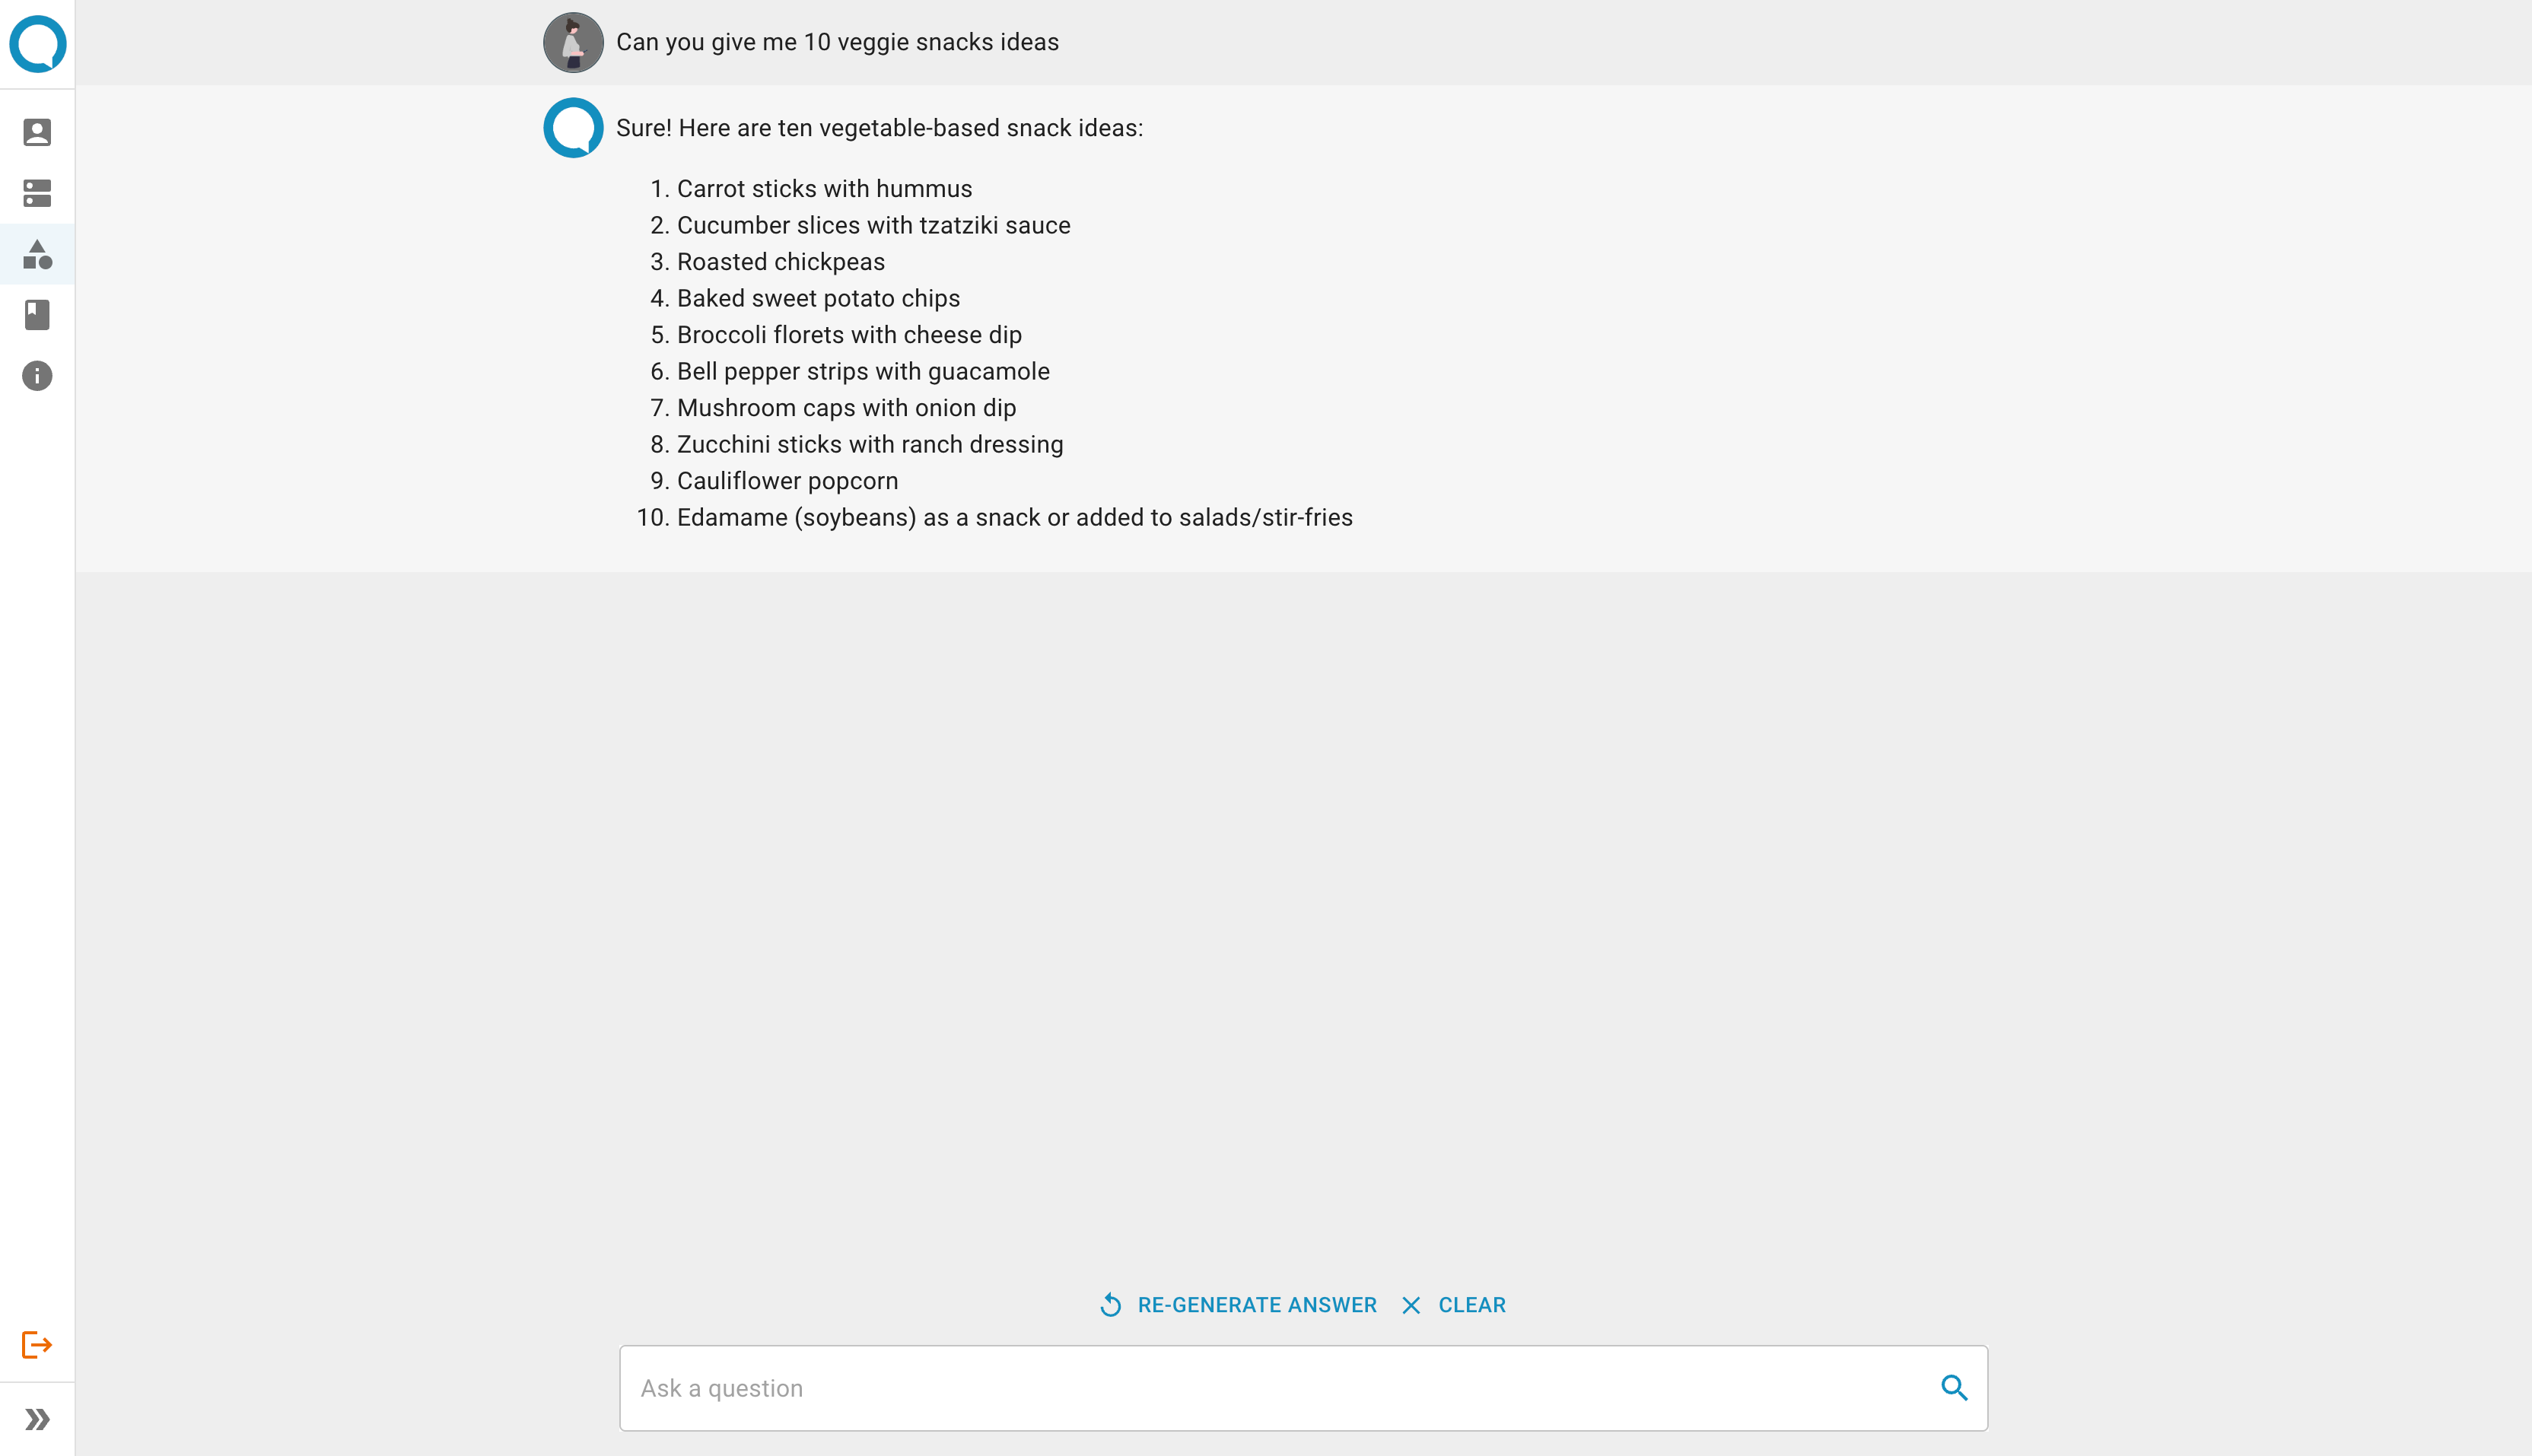 Can you give me 10 veggie snacks ideas
Sure! Here are ten vegetable-based snack ideas:
1. Carrot sticks with hummus
2. Cucumber slices with tzatziki sauce
3. Roasted chickpeas
4. Baked sweet potato chips
5. Broccoli florets with cheese dip
6. Bell pepper strips with guacamole
7. Mushroom caps with onion dip
8. Zucchini sticks with ranch dressing
9. Cauliflower popcorn
10. Edamame (soybeans) as a snack or added to salads/stir-fries
RE-GENERATE ANSWER CLEAR
Ask a question